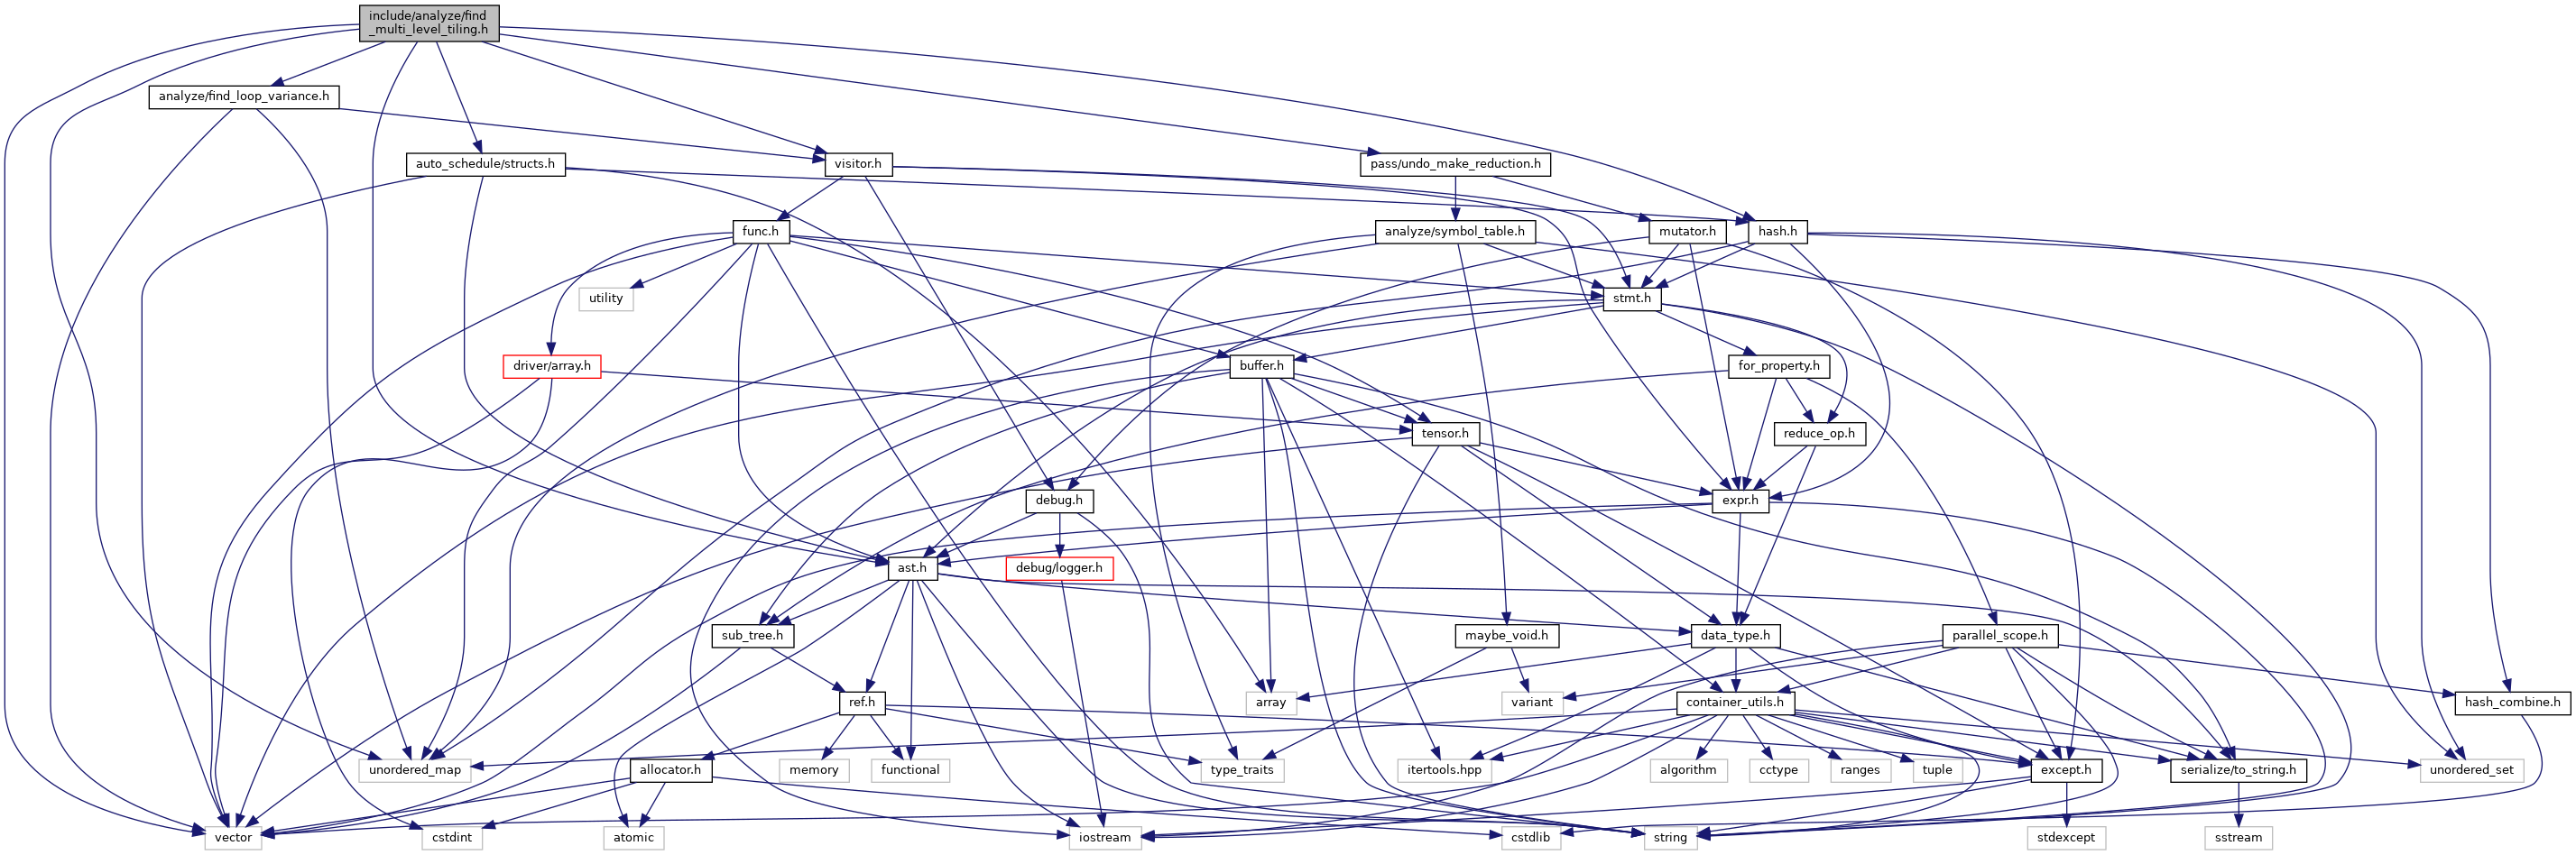 include/analyze/find
_multi_level_tiling.h
analyze/find_loop_variance.h
auto_schedule/structs.h
visitor.h
pass/undo_make_reduction.h
func.h
analyze/symbol_table.h
mutator.h
hash.h
utility
stmt.h
driver/array.h
buffer.h
for_property.h
tensor.h
reduce_op.h
debug.h
expr.h
ast.h
debug/logger.h
sub_tree.h
maybe_void.h
data_type.h
parallel_scope.h
ref.h
array
variant
container_utils.h
hash_combine.h
unordered_map
allocator.h
memory
functional
type_traits
itertools.hpp
algorithm
cctype
ranges
tuple
except.h
serialize/to_string.h
unordered_set
vector
cstdint
atomic
iostream
cstdlib
string
stdexcept
sstream